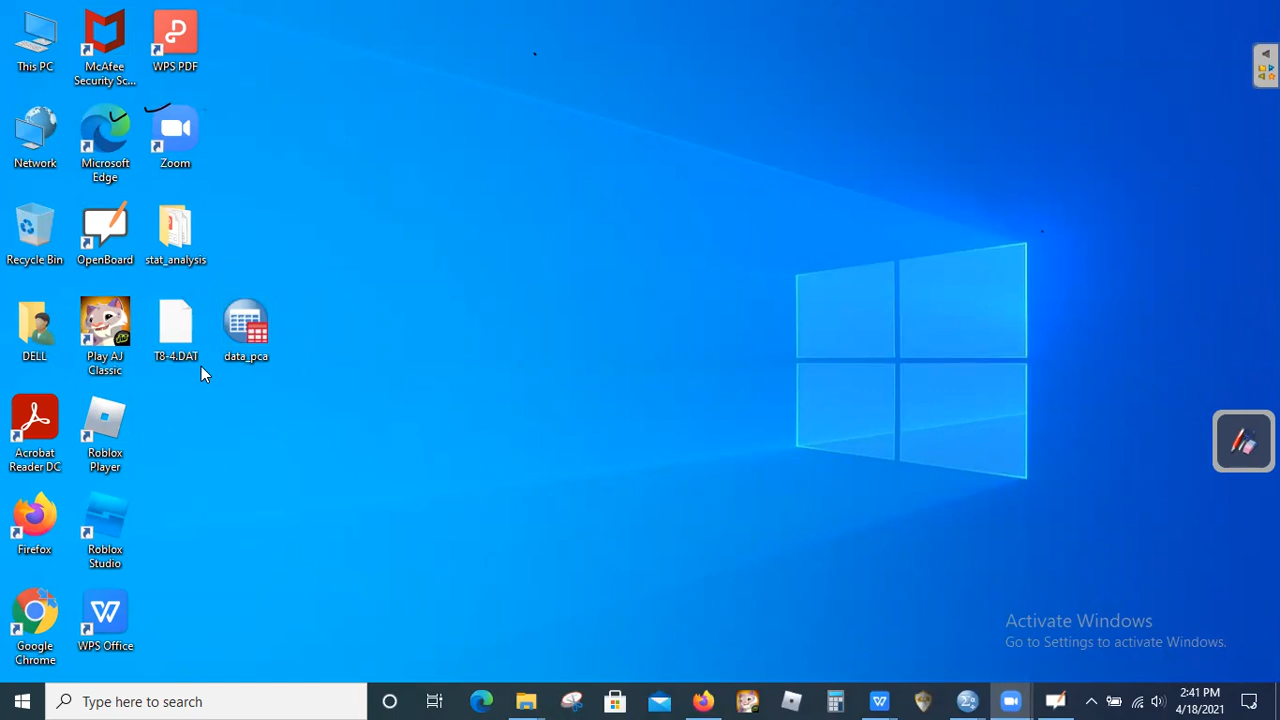 This PC
McAfee
Security Sc...
WPS PDF
Network
Microsoft
Edge
Zoom
Recycle Bin
OpenBoard
stat_analysis
DELL
Play AJ
Classic
T8-4.DAT
data_pca
Acrobat
Reader DC
Roblox
Player
Firefox
Roblox
Studio
Google
Chrome
WPS Office
Activate Windows
Go to Settings to activate Windows.
Type here to search
2:41 PM
4/18/2021